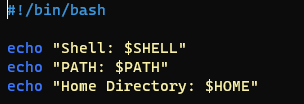 #!/bin/bash
echo "Shell: $SHELL"
echo "PATH: $PATH"
echo "Home Directory: $HOME"